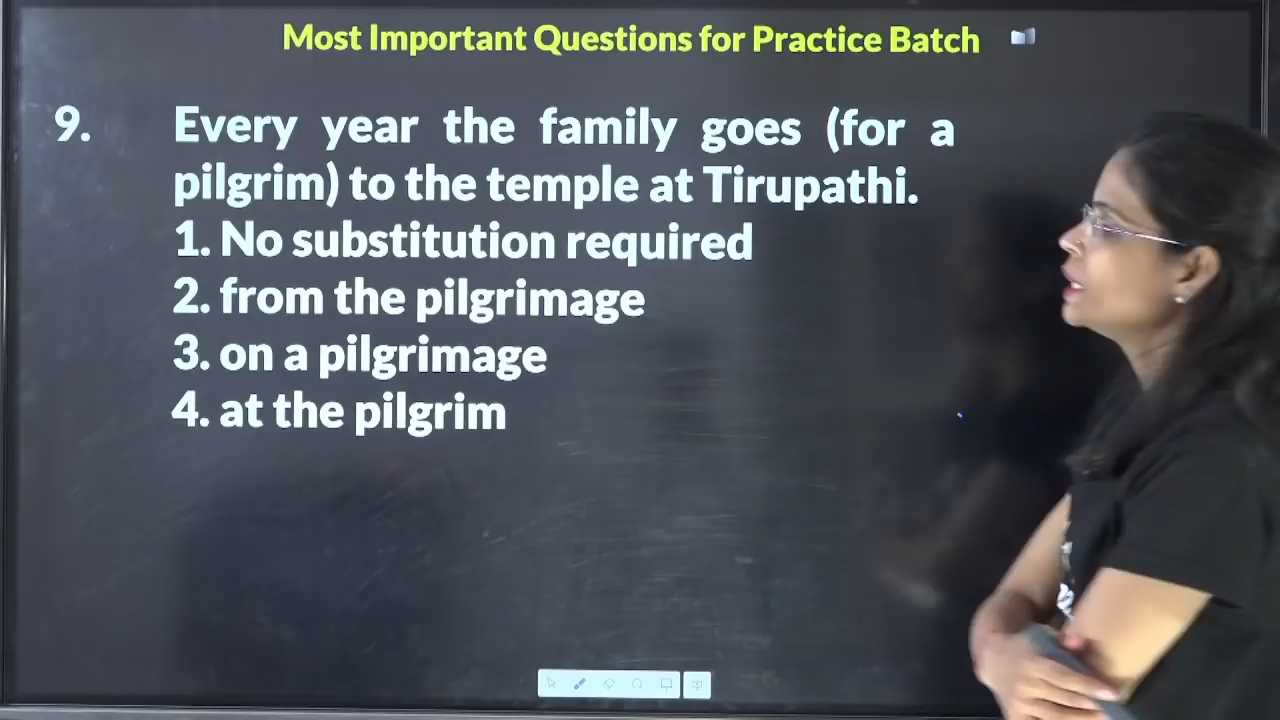 Most Important Questions for Practice Batch
9. Every year the family goes (for a
pilgrim) to the temple at Tirupathi.
1. No substitution required
2. from the pilgrimage
3. on a pilgrimage
4. at the pilgrim